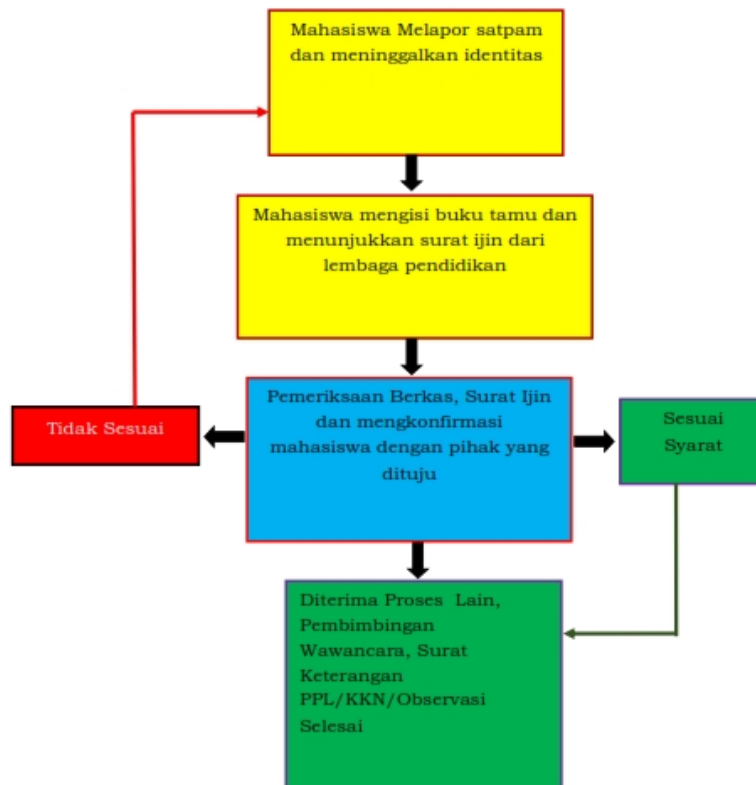 Mahasiswa Melapor satpam
dan meninggalkan identitas
Mahasiswa mengisi buku tamu dan
menunjukkan surat ijin dari
lembaga pendidikan
Pemeriksaan Berkas, Surat Ijin
dan mengkonfirmasi
mahasiswa dengan pihak yang
dituju
Tidak Sesuai
Sesuai
Syarat
Diterima Proses Lain,
Pembimbingan
Wawancara, Surat
Keterangan
PPL/KKN/Observasi
Selesai